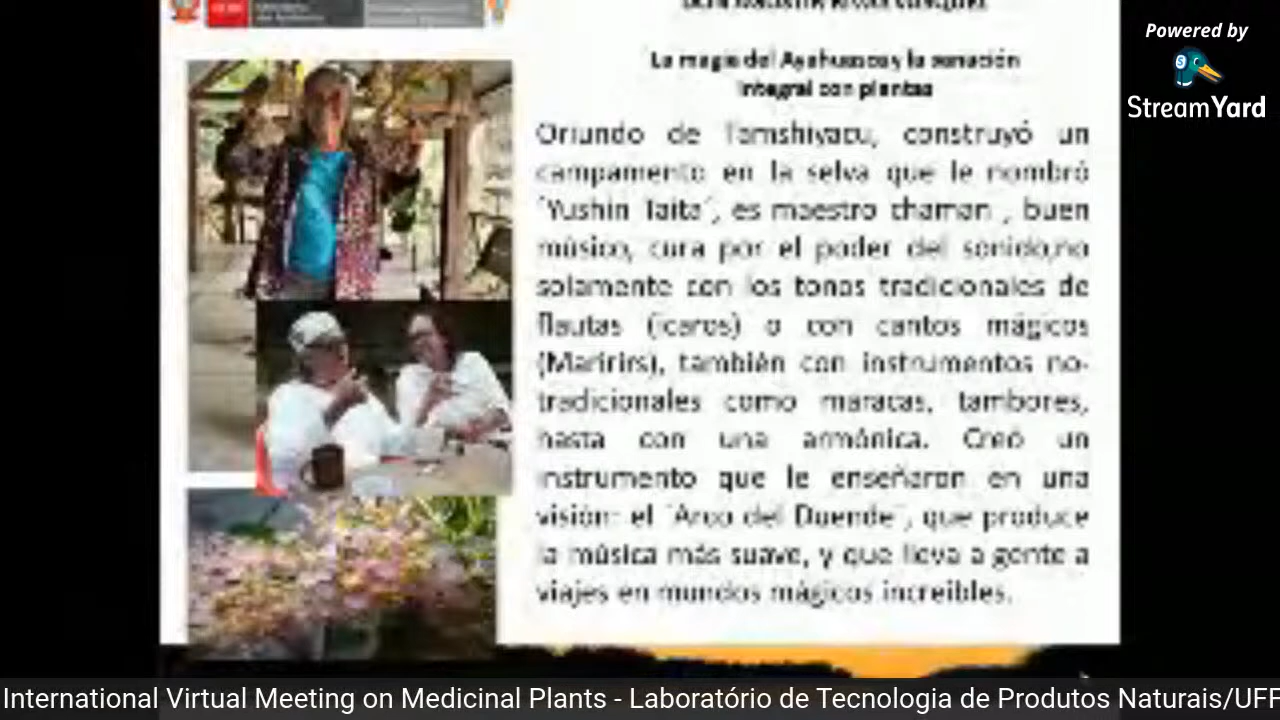 Powered by
StreamYard
La magia del Ayahuasca y la sanación
integral con plantas
Oriundo de Tamshiyacu, construyó un
campamento en la selva que le nombró
´Yushin Taita´, es maestro chaman , buen
músico, cura por el poder del sonido,no
solamente con los tonos tradicionales de
flautas (icaros) o con cantos mágicos
(Maririrs), también con instrumentos no-
tradicionales como maracas, tambores,
hasta con una armónica. Creó un
instrumento que le enseñaron en una
visión: el ´Arco del Duende´, que produce
la música más suave, y que lleva a gente a
viajes en mundos mágicos increibles.
International Virtual Meeting on Medicinal Plants - Laboratório de Tecnologia de Produtos Naturais/UFF